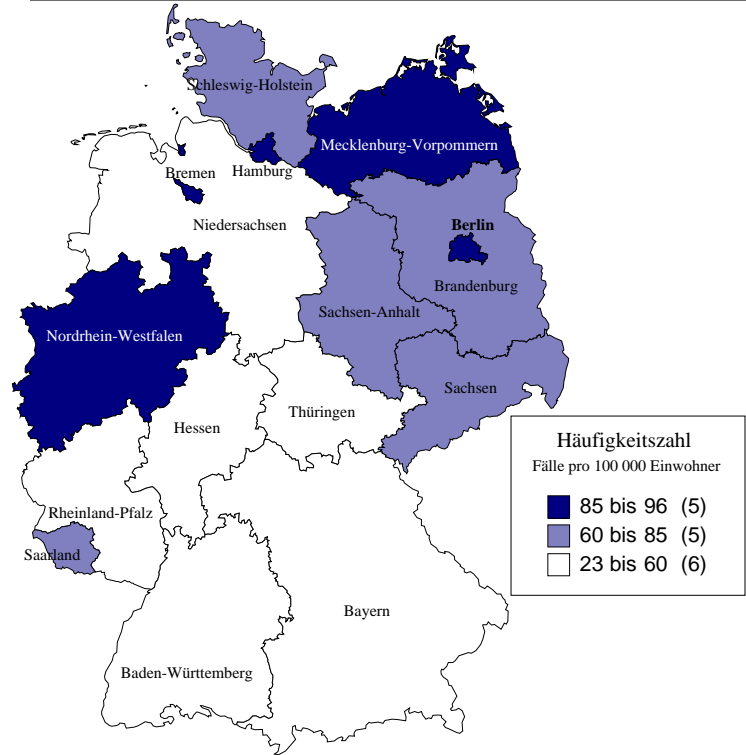 Schleswig-Holstein
Mecklenburg-Vorpommern
Hamburg
Bremen
Niedersachsen
Berlin
Brandenburg
Sachsen-Anhalt
Nordrhein-Westfalen
Sachsen
Thüringen
Hessen
Rheinland-Pfalz
Saarland
Bayern
Baden-Württemberg
Häufigkeitszahl
Fälle pro 100 000 Einwohner
85 bis 96 (5)
60 bis 85 (5)
23 bis 60 (6)